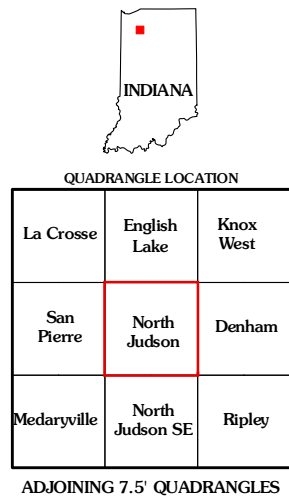 INDIANA
QUADRANGLE LOCATION
La Crosse
English
Lake
Knox
West
San
Pierre
North
Judson
Denham
Medaryville
North
Judson SE
Ripley
ADJOINING 7.5' QUADRANGLES